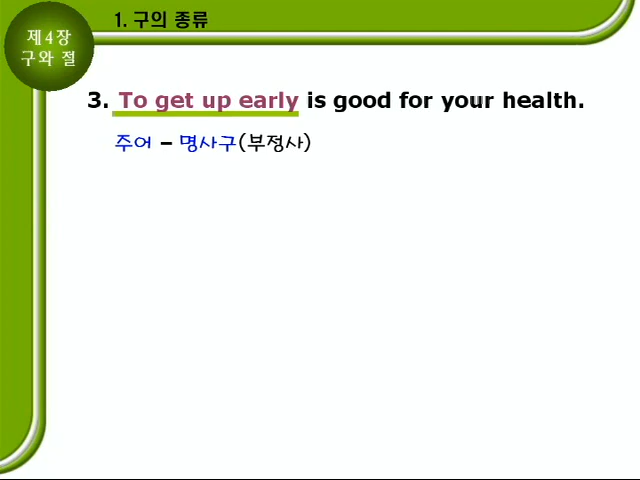 제4장
구와 절
1. 구의 종류
3. To get up early is good for your health.
주어 – 명사구(부정사)